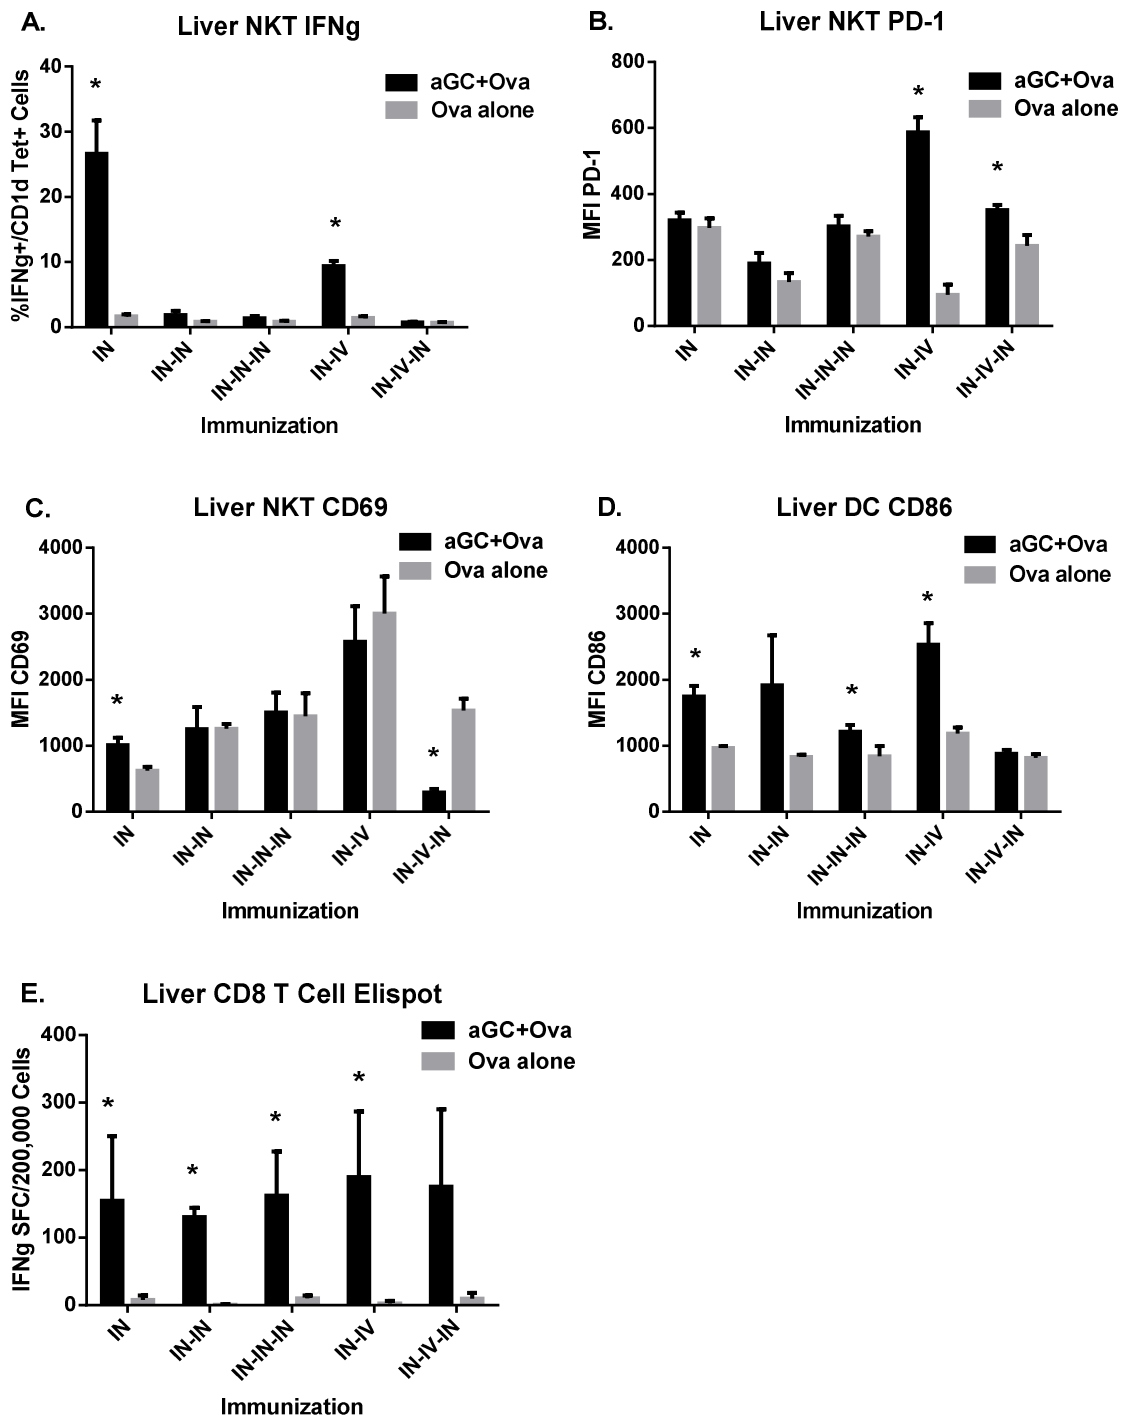 A.
Liver NKT IFNg
%IFNg+/CD1d Tet+ Cells
40
30
20
10
0
*
*
aGC+Ova
Ova alone
IN
IN-IN
IN-IN-IN
IN-IV
IN-IV-IN
Immunization
B.
Liver NKT PD-1
MFI PD-1
800
600
400
200
0
*
*
aGC+Ova
Ova alone
IN
IN-IN
IN-IN-IN
IN-IV
IN-IV-IN
Immunization
C.
Liver NKT CD69
MFI CD69
4000
3000
2000
1000
0
*
*
aGC+Ova
Ova alone
IN
IN-IN
IN-IN-IN
IN-IV
IN-IV-IN
Immunization
D.
Liver DC CD86
MFI CD86
4000
3000
2000
1000
0
*
*
*
aGC+Ova
Ova alone
IN
IN-IN
IN-IN-IN
IN-IV
IN-IV-IN
Immunization
E.
Liver CD8 T Cell Elispot
IFNg SFC/200,000 Cells
400
300
200
100
0
*
*
*
*
aGC+Ova
Ova alone
IN
IN-IN
IN-IN-IN
IN-IV
IN-IV-IN
Immunization